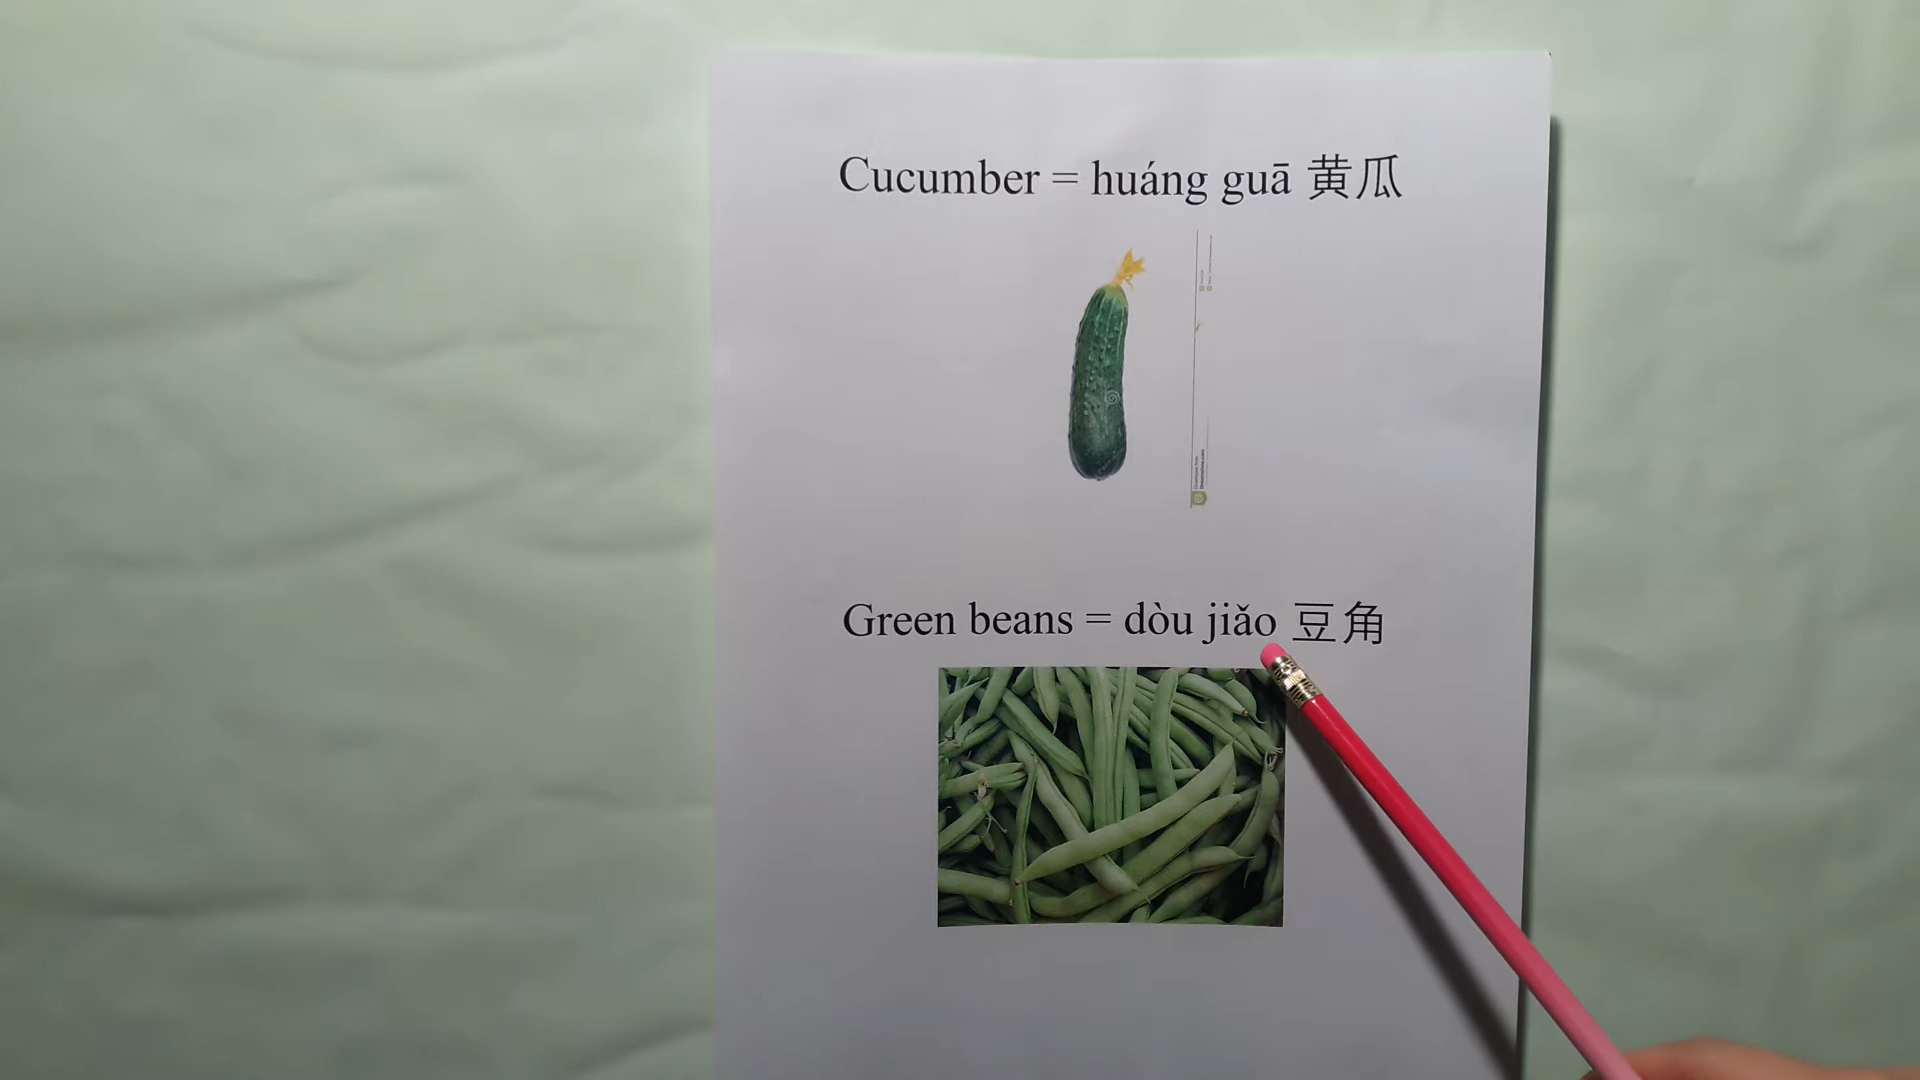 Cucumber = huáng guā 黄瓜
Green beans = dòu jiǎo 豆角